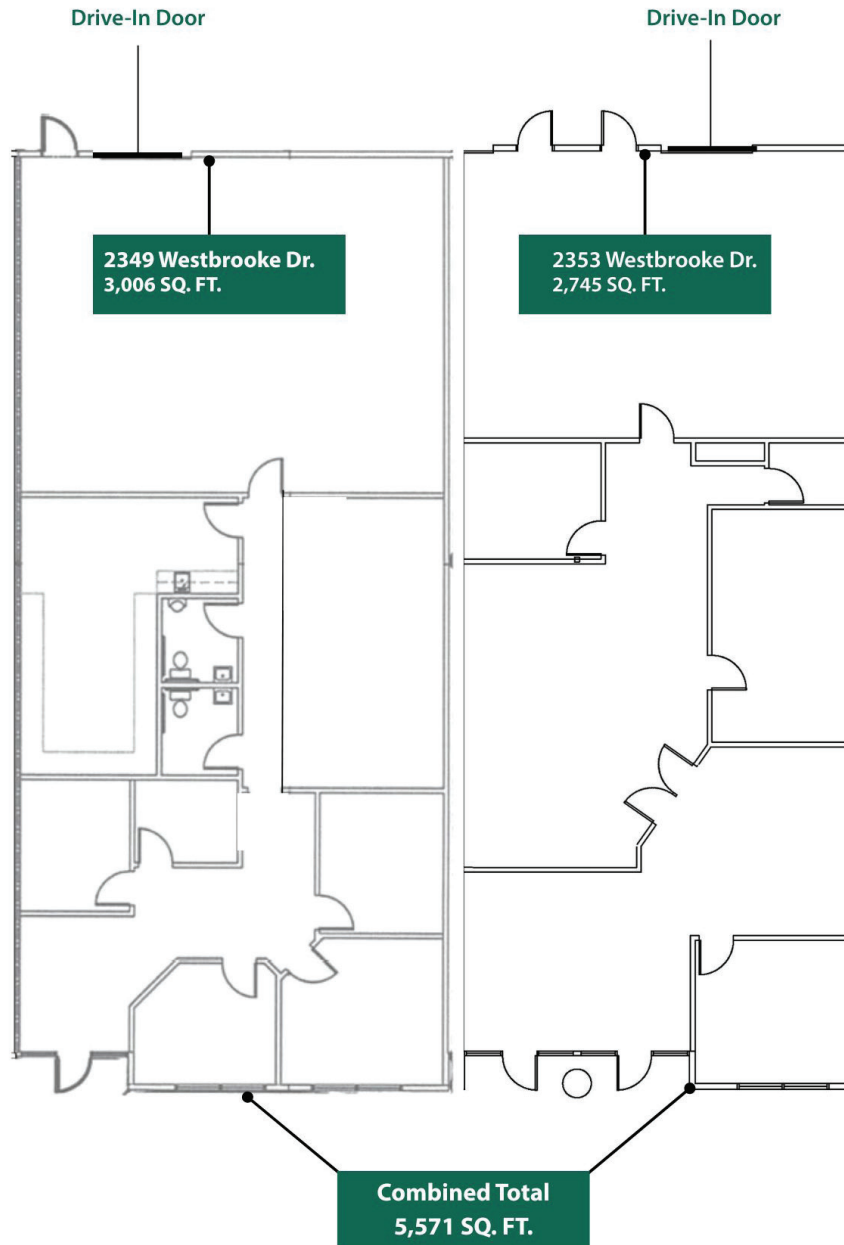 Drive-In Door
Drive-In Door
2349 Westbrooke Dr.
3,006 SQ. FT.
2353 Westbrooke Dr.
2,745 SQ. FT.
Combined Total
5,571 SQ. FT.